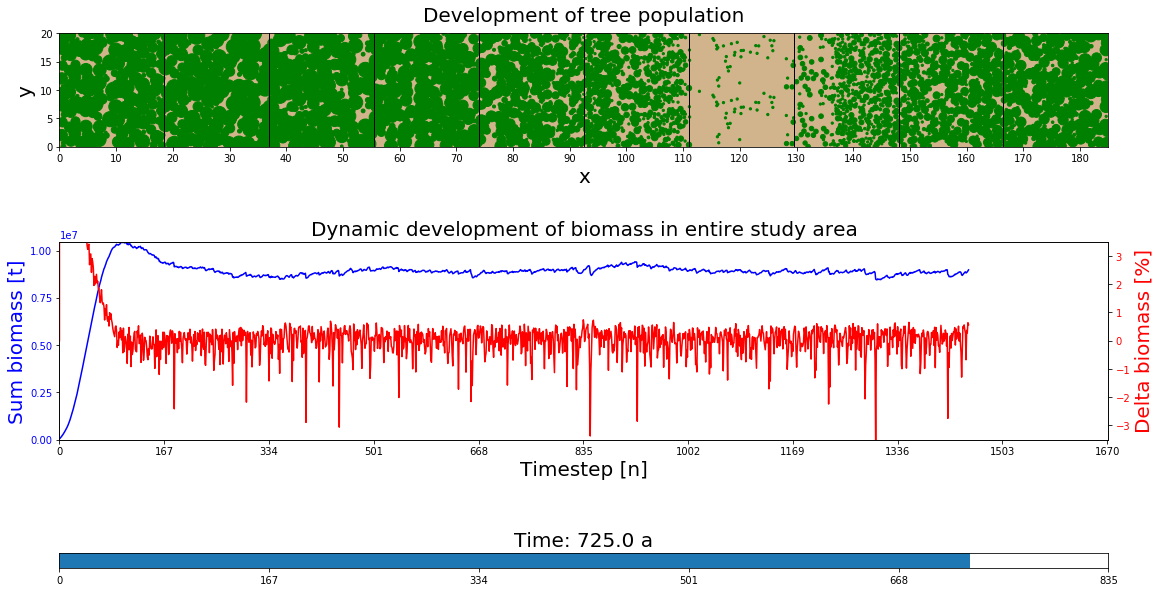 Development of tree population
20
15
10
5
0
y
0 10 20 30 40 50 60 70 80 90 100 110 120 130 140 150 160 170 180
x
Dynamic development of biomass in entire study area
1e7
1.00
0.75
0.50
0.25
0.00
Sum biomass [t]
3
2
1
0
−1
−2
−3
Delta biomass [%]
0 167 334 501 668 835 1002 1169 1336 1503 1670
Timestep [n]
Time: 725.0 a
0 167 334 501 668 835